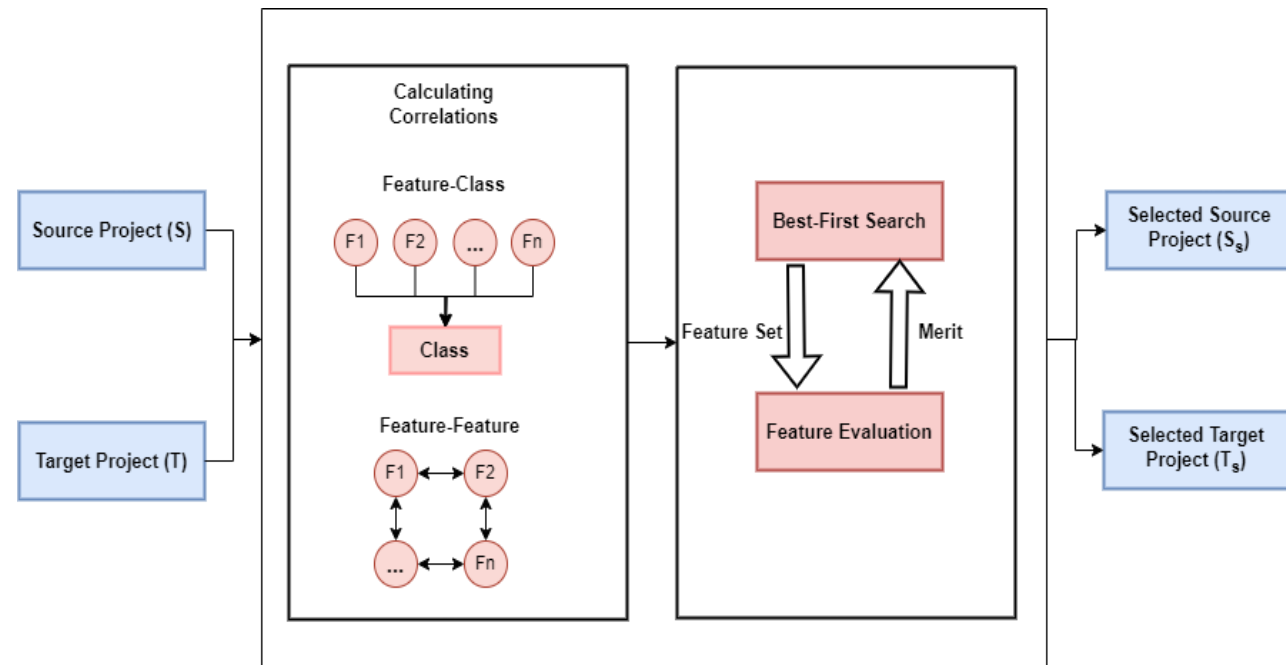 Calculating
Correlations
Feature-Class
F1 F2 ... Fn
Class
Feature-Feature
F1 F2
... Fn
Source Project (S)
Target Project (T)
Best-First Search
Feature Set
Merit
Feature Evaluation
Selected Source
Project (Ss)
Selected Target
Project (Ts)